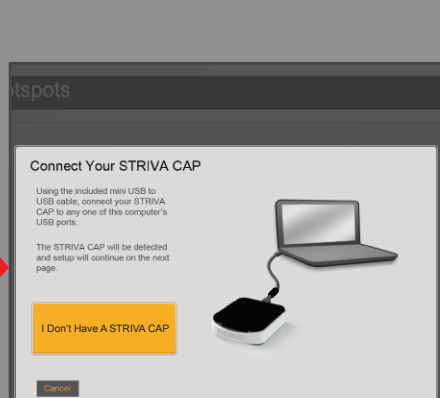 otspots
Connect Your STRIVA CAP
Using the included mini USB to
USB cable, connect your STRIVA
CAP to any one of this computer's
USB ports.
The STRIVA CAP will be detected
and setup will continue on the next
page.
I Don't Have A STRIVA CAP
Cancel